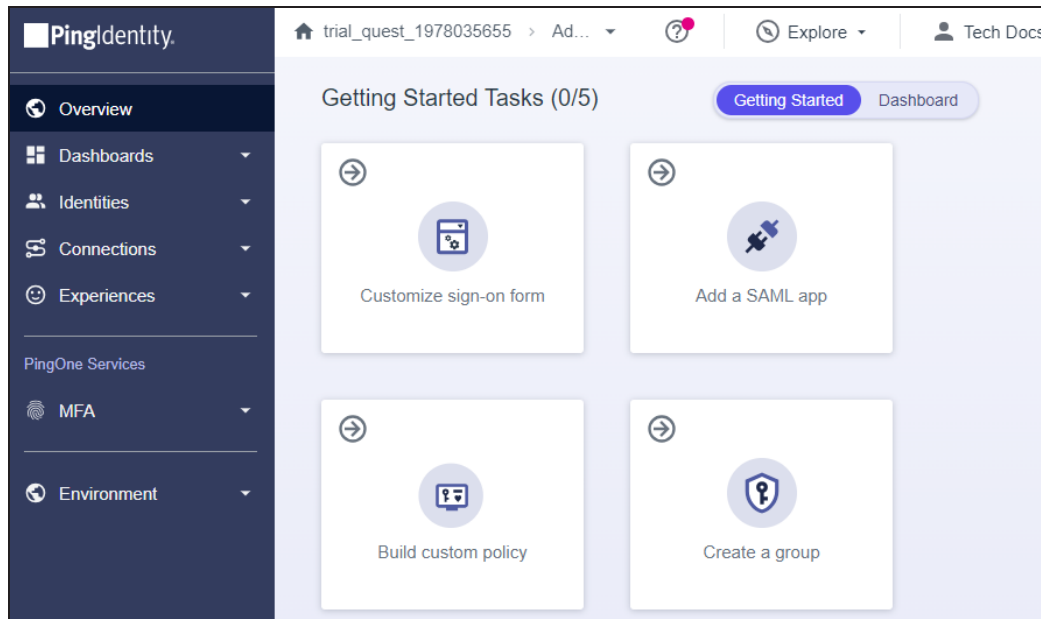 PingIdentity.
trial_quest_1978035655 > Ad...
Explore
Tech Docs
Overview
Dashboards
Identities
Connections
Experiences
PingOne Services
MFA
Environment
Getting Started Tasks (0/5)
Getting Started
Dashboard
Customize sign-on form
Add a SAML app
Build custom policy
Create a group